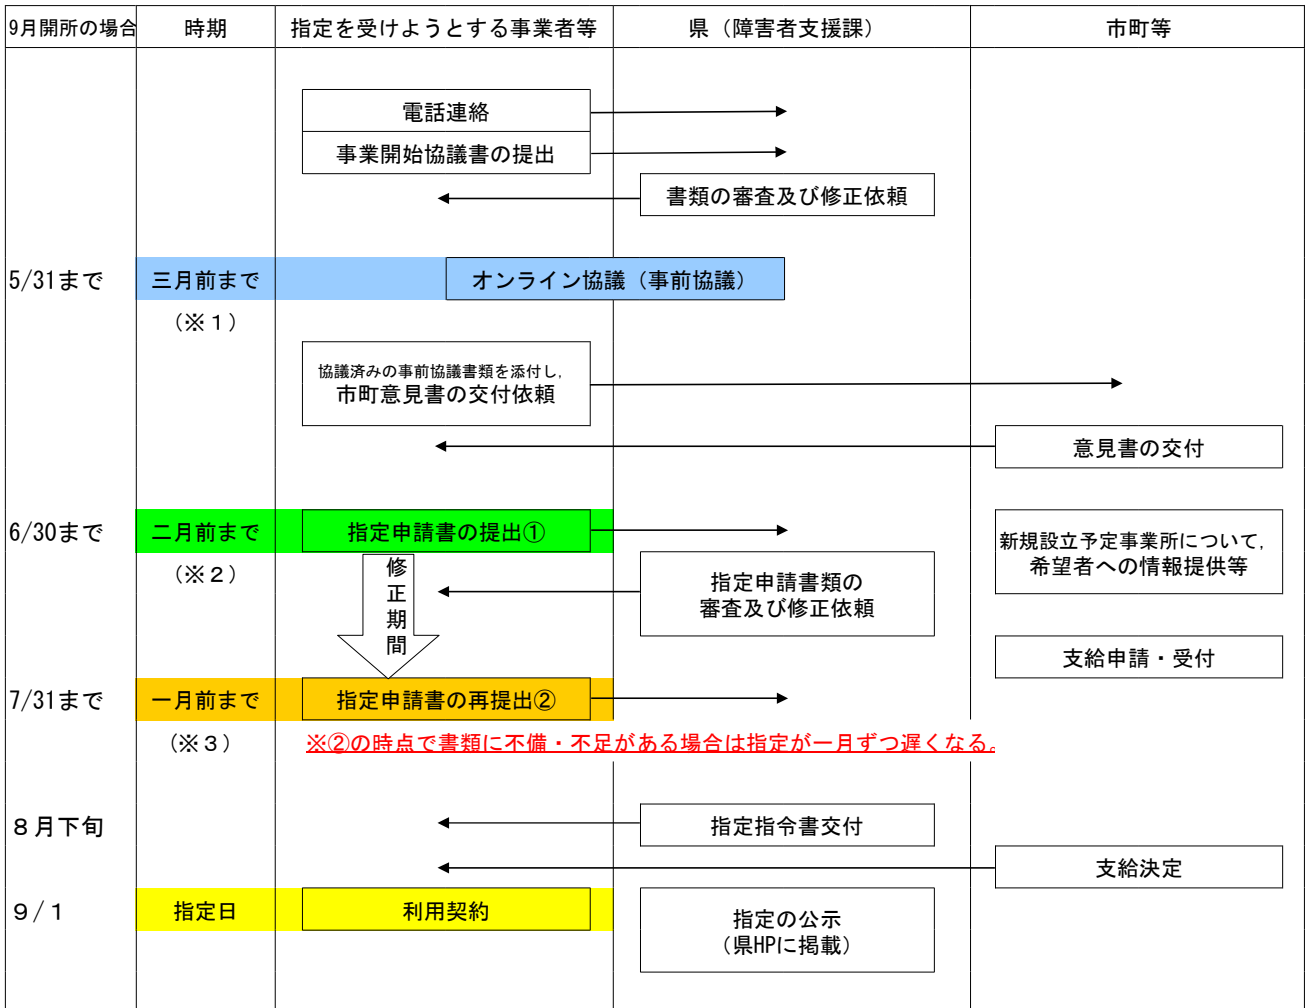 9月開所の場合
時期
指定を受けようとする事業者等
県（障害者支援課）
市町等
電話連絡
事業開始協議書の提出
書類の審査及び修正依頼
5/31まで
三月前まで
オンライン協議（事前協議）
（※１）
協議済みの事前協議書類を添付し，
市町意見書の交付依頼
意見書の交付
6/30まで
二月前まで
指定申請書の提出①
（※２）
修正期間
指定申請書類の
審査及び修正依頼
新規設立予定事業所について，
希望者への情報提供等
支給申請・受付
7/31まで
一月前まで
指定申請書の再提出②
（※３）
※②の時点で書類に不備・不足がある場合は指定が一月ずつ遅くなる。
８月下旬
指定指令書交付
支給決定
９/１
指定日
利用契約
指定の公示
（県HPに掲載）